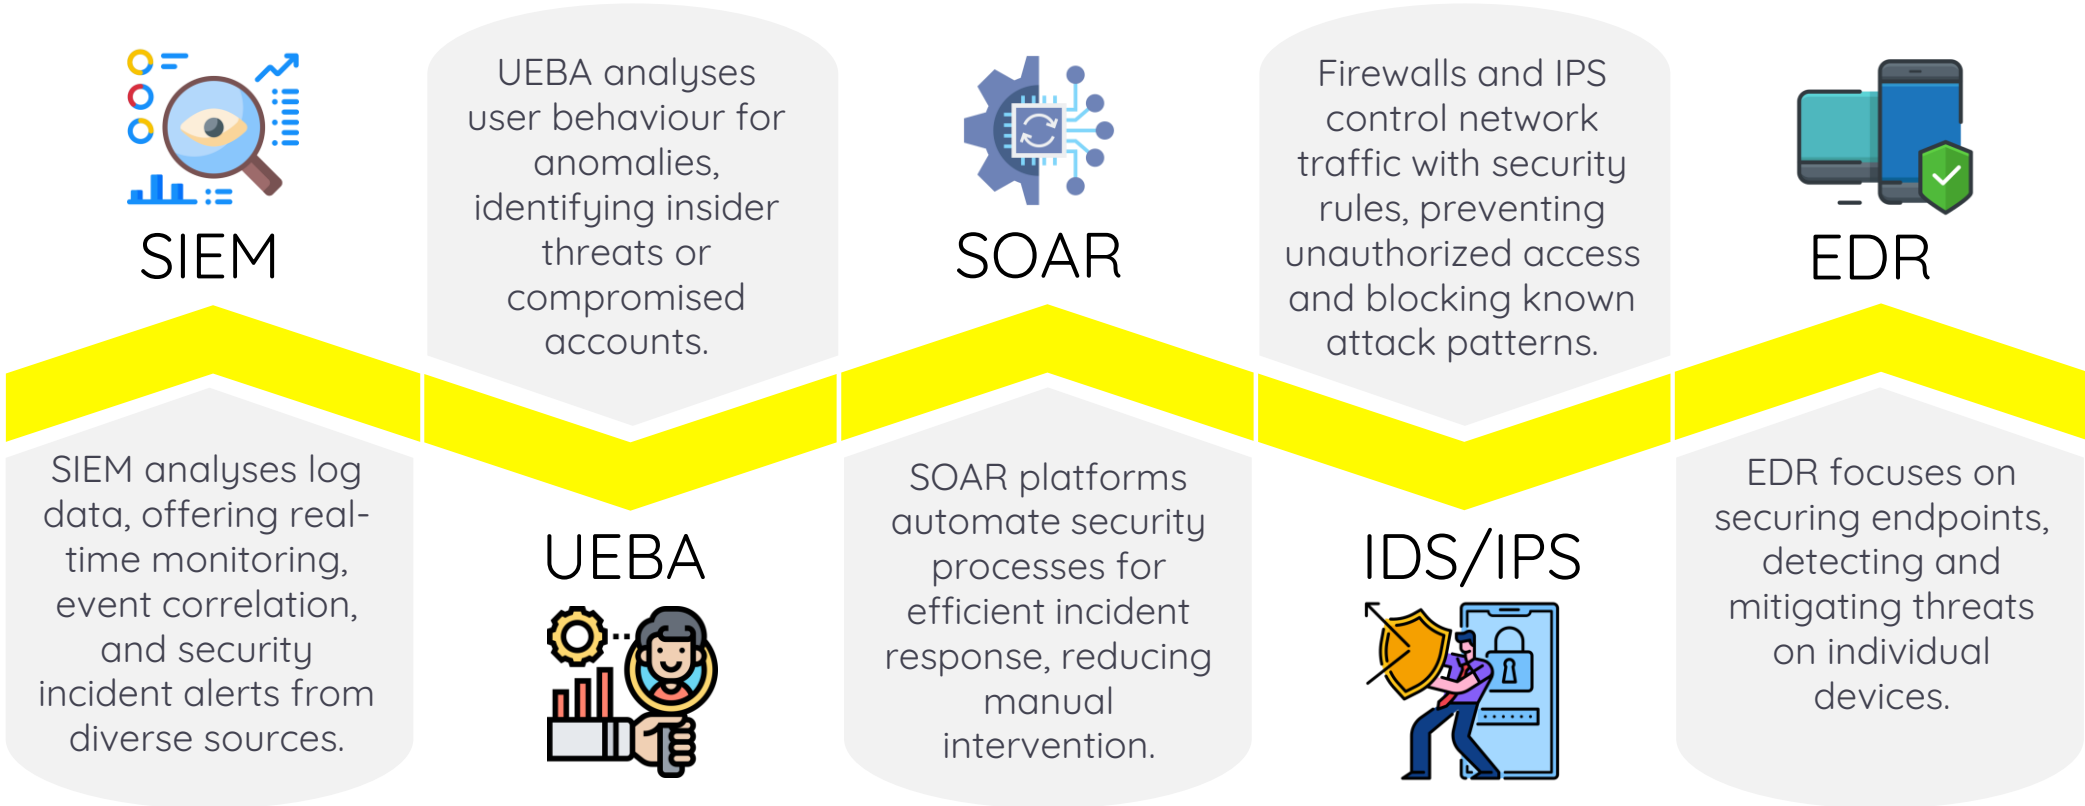 SIEM
SIEM analyses log
data, offering real-
time monitoring,
event correlation,
and security
incident alerts from
diverse sources.
UEBA analyses
user behaviour for
anomalies,
identifying insider
threats or
compromised
accounts.
UEBA
SOAR
SOAR platforms
automate security
processes for
efficient incident
response, reducing
manual
intervention.
Firewalls and IPS
control network
traffic with security
rules, preventing
unauthorized access
and blocking known
attack patterns.
IDS/IPS
EDR
EDR focuses on
securing endpoints,
detecting and
mitigating threats
on individual
devices.